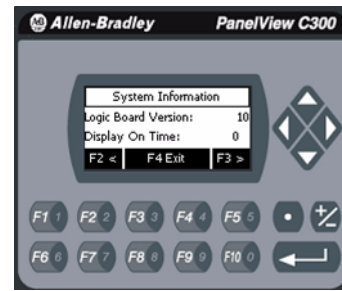 AB Allen-Bradley PanelView C300
System Information
Logic Board Version: 10
Display On Time: 0
F2 < F4 Exit F3 >
F1 1 F2 2 F3 3 F4 4 F5 5 • +/-
F6 6 F7 7 F8 8 F9 9 F10 0